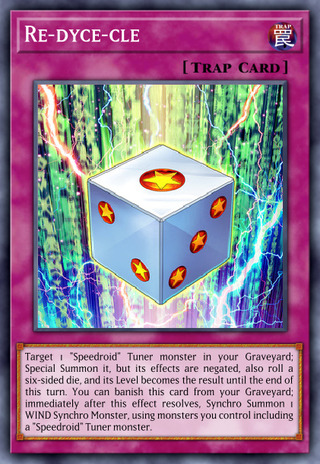 Re-dyce-cle
TRAP
罠
[Trap Card]
Target 1 "Speedroid" Tuner monster in your Graveyard;
Special Summon it, but its effects are negated, also roll a
six-sided die, and its Level becomes the result until the end
of this turn. You can banish this card from your Graveyard;
immediately after this effect resolves, Synchro Summon 1
WIND Synchro Monster, using monsters you control including
a "Speedroid" Tuner monster.